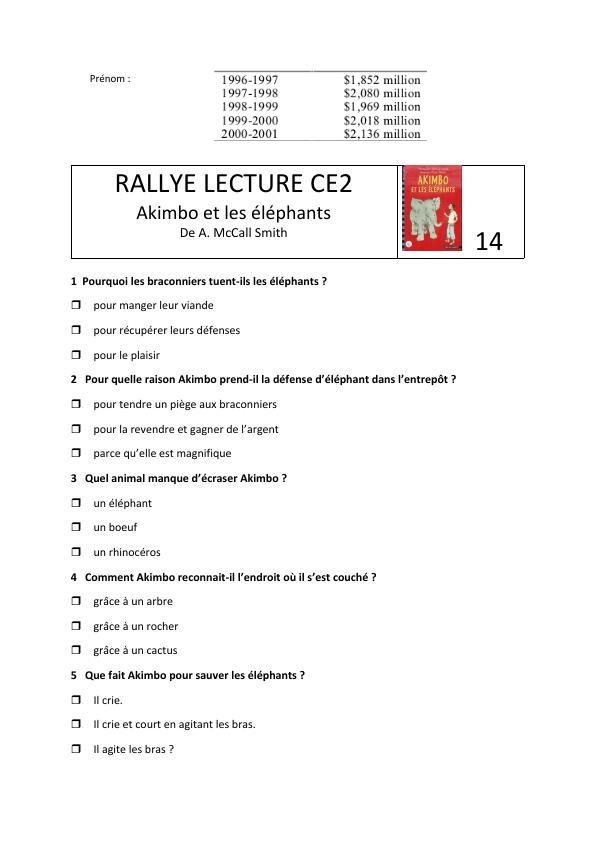 Prénom :
1996-1997 $1,852 million
1997-1998 $2,080 million
1998-1999 $1,969 million
1999-2000 $2,018 million
2000-2001 $2,136 million
RALLYE LECTURE CE2
Akimbo et les éléphants
De A. McCall Smith
AKIMBO
ET LES ÉLÉPHANTS
14
1 Pourquoi les braconniers tuent-ils les éléphants ?
❒ pour manger leur viande
❒ pour récupérer leurs défenses
❒ pour le plaisir
2 Pour quelle raison Akimbo prend-il la défense d’éléphant dans l’entrepôt ?
❒ pour tendre un piège aux braconniers
❒ pour la revendre et gagner de l’argent
❒ parce qu’elle est magnifique
3 Quel animal manque d’écraser Akimbo ?
❒ un éléphant
❒ un boeuf
❒ un rhinocéros
4 Comment Akimbo reconnait-il l’endroit où il s’est couché ?
❒ grâce à un arbre
❒ grâce à un rocher
❒ grâce à un cactus
5 Que fait Akimbo pour sauver les éléphants ?
❒ Il crie.
❒ Il crie et court en agitant les bras.
❒ Il agite les bras ?